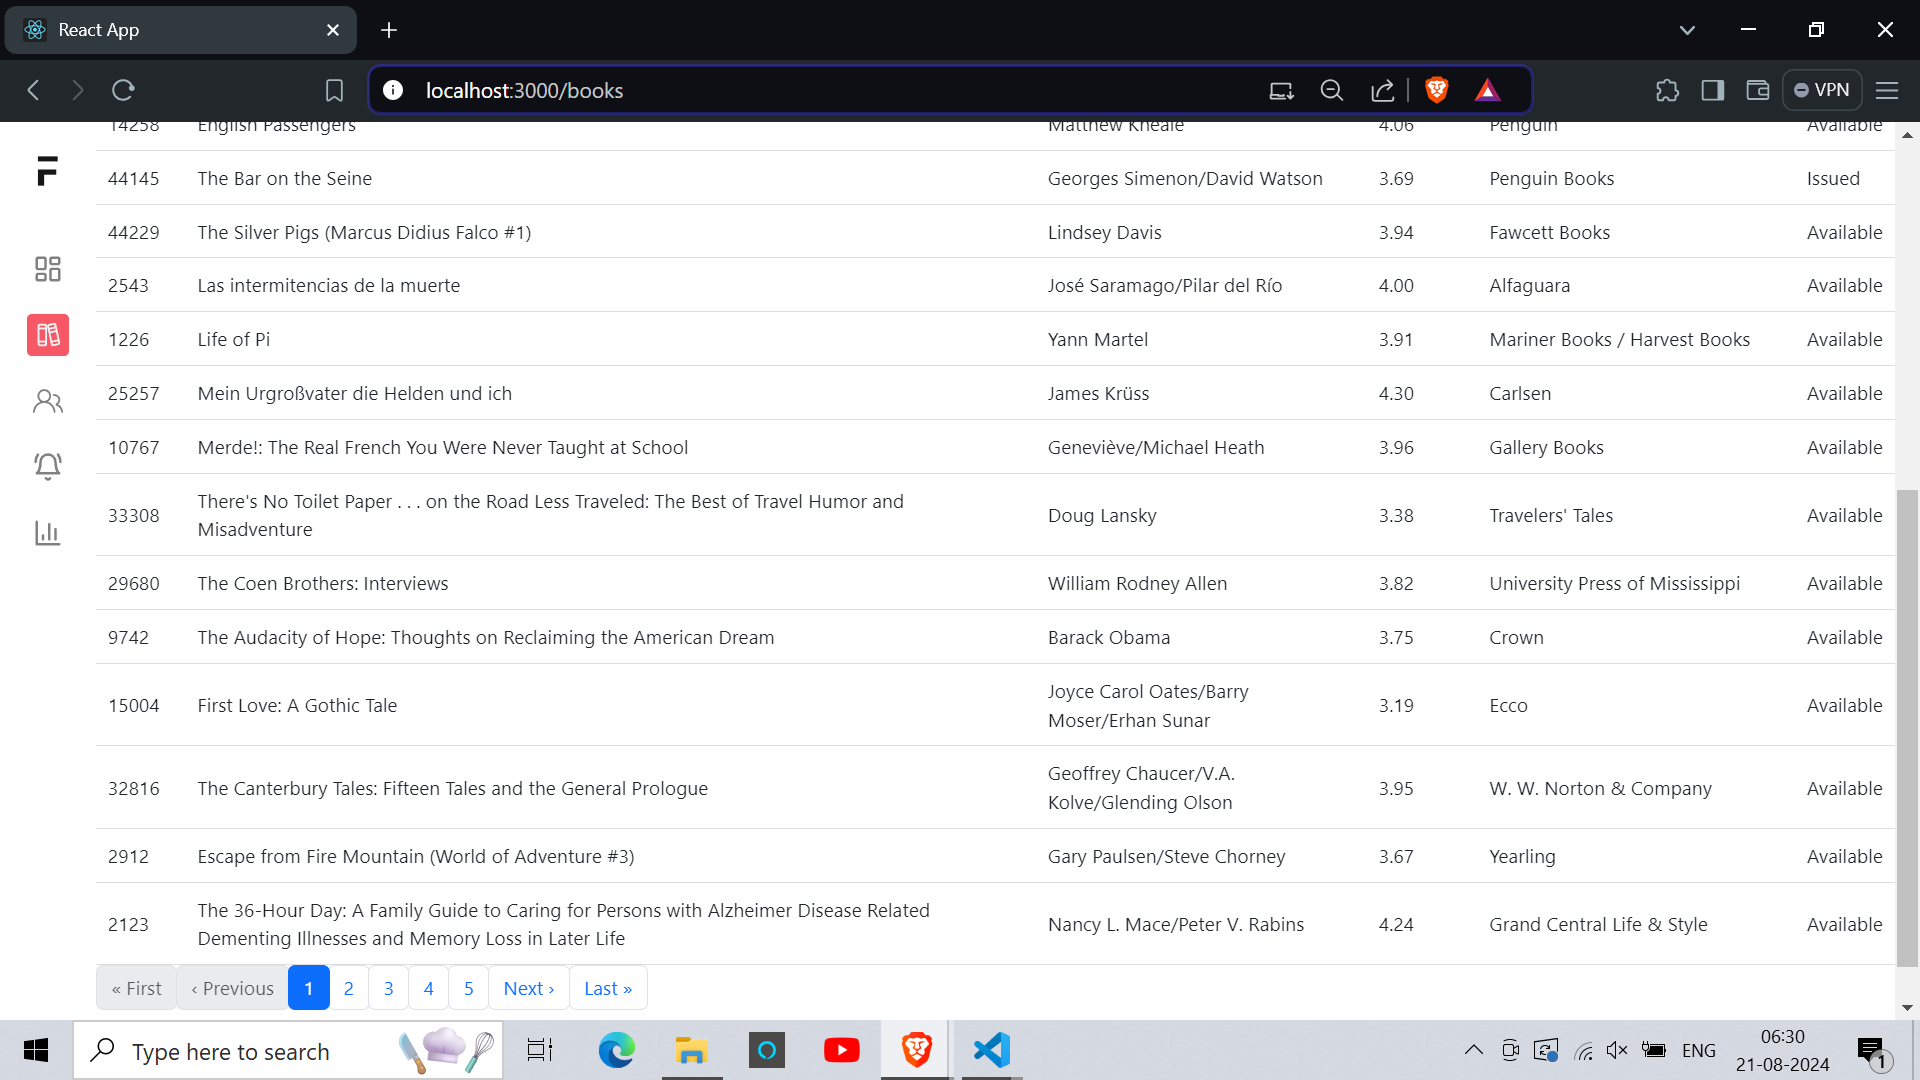 React App
localhost:3000/books
VPN
14258 English Passengers Matthew Kneale 4.06 Penguin Available
F
44145 The Bar on the Seine Georges Simenon/David Watson 3.69 Penguin Books Issued
44229 The Silver Pigs (Marcus Didius Falco #1) Lindsey Davis 3.94 Fawcett Books Available
2543 Las intermitencias de la muerte José Saramago/Pilar del Río 4.00 Alfaguara Available
1226 Life of Pi Yann Martel 3.91 Mariner Books / Harvest Books Available
25257 Mein Urgroßvater die Helden und ich James Krüss 4.30 Carlsen Available
10767 Merde!: The Real French You Were Never Taught at School Geneviève/Michael Heath 3.96 Gallery Books Available
33308 There's No Toilet Paper . . . on the Road Less Traveled: The Best of Travel Humor and
Misadventure Doug Lansky 3.38 Travelers' Tales Available
29680 The Coen Brothers: Interviews William Rodney Allen 3.82 University Press of Mississippi Available
9742 The Audacity of Hope: Thoughts on Reclaiming the American Dream Barack Obama 3.75 Crown Available
15004 First Love: A Gothic Tale Joyce Carol Oates/Barry
Moser/Erhan Sunar 3.19 Ecco Available
32816 The Canterbury Tales: Fifteen Tales and the General Prologue Geoffrey Chaucer/V.A.
Kolve/Glending Olson 3.95 W. W. Norton & Company Available
2912 Escape from Fire Mountain (World of Adventure #3) Gary Paulsen/Steve Chorney 3.67 Yearling Available
2123 The 36-Hour Day: A Family Guide to Caring for Persons with Alzheimer Disease Related
Dementing Illnesses and Memory Loss in Later Life Nancy L. Mace/Peter V. Rabins 4.24 Grand Central Life & Style Available
« First ‹ Previous 1 2 3 4 5 Next › Last »
Type here to search
ENG
06:30
21-08-2024
1